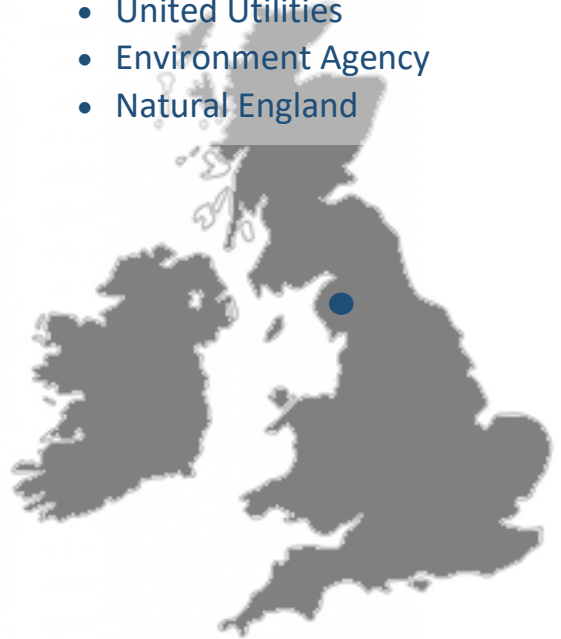 • United Utilities
• Environment Agency
• Natural England